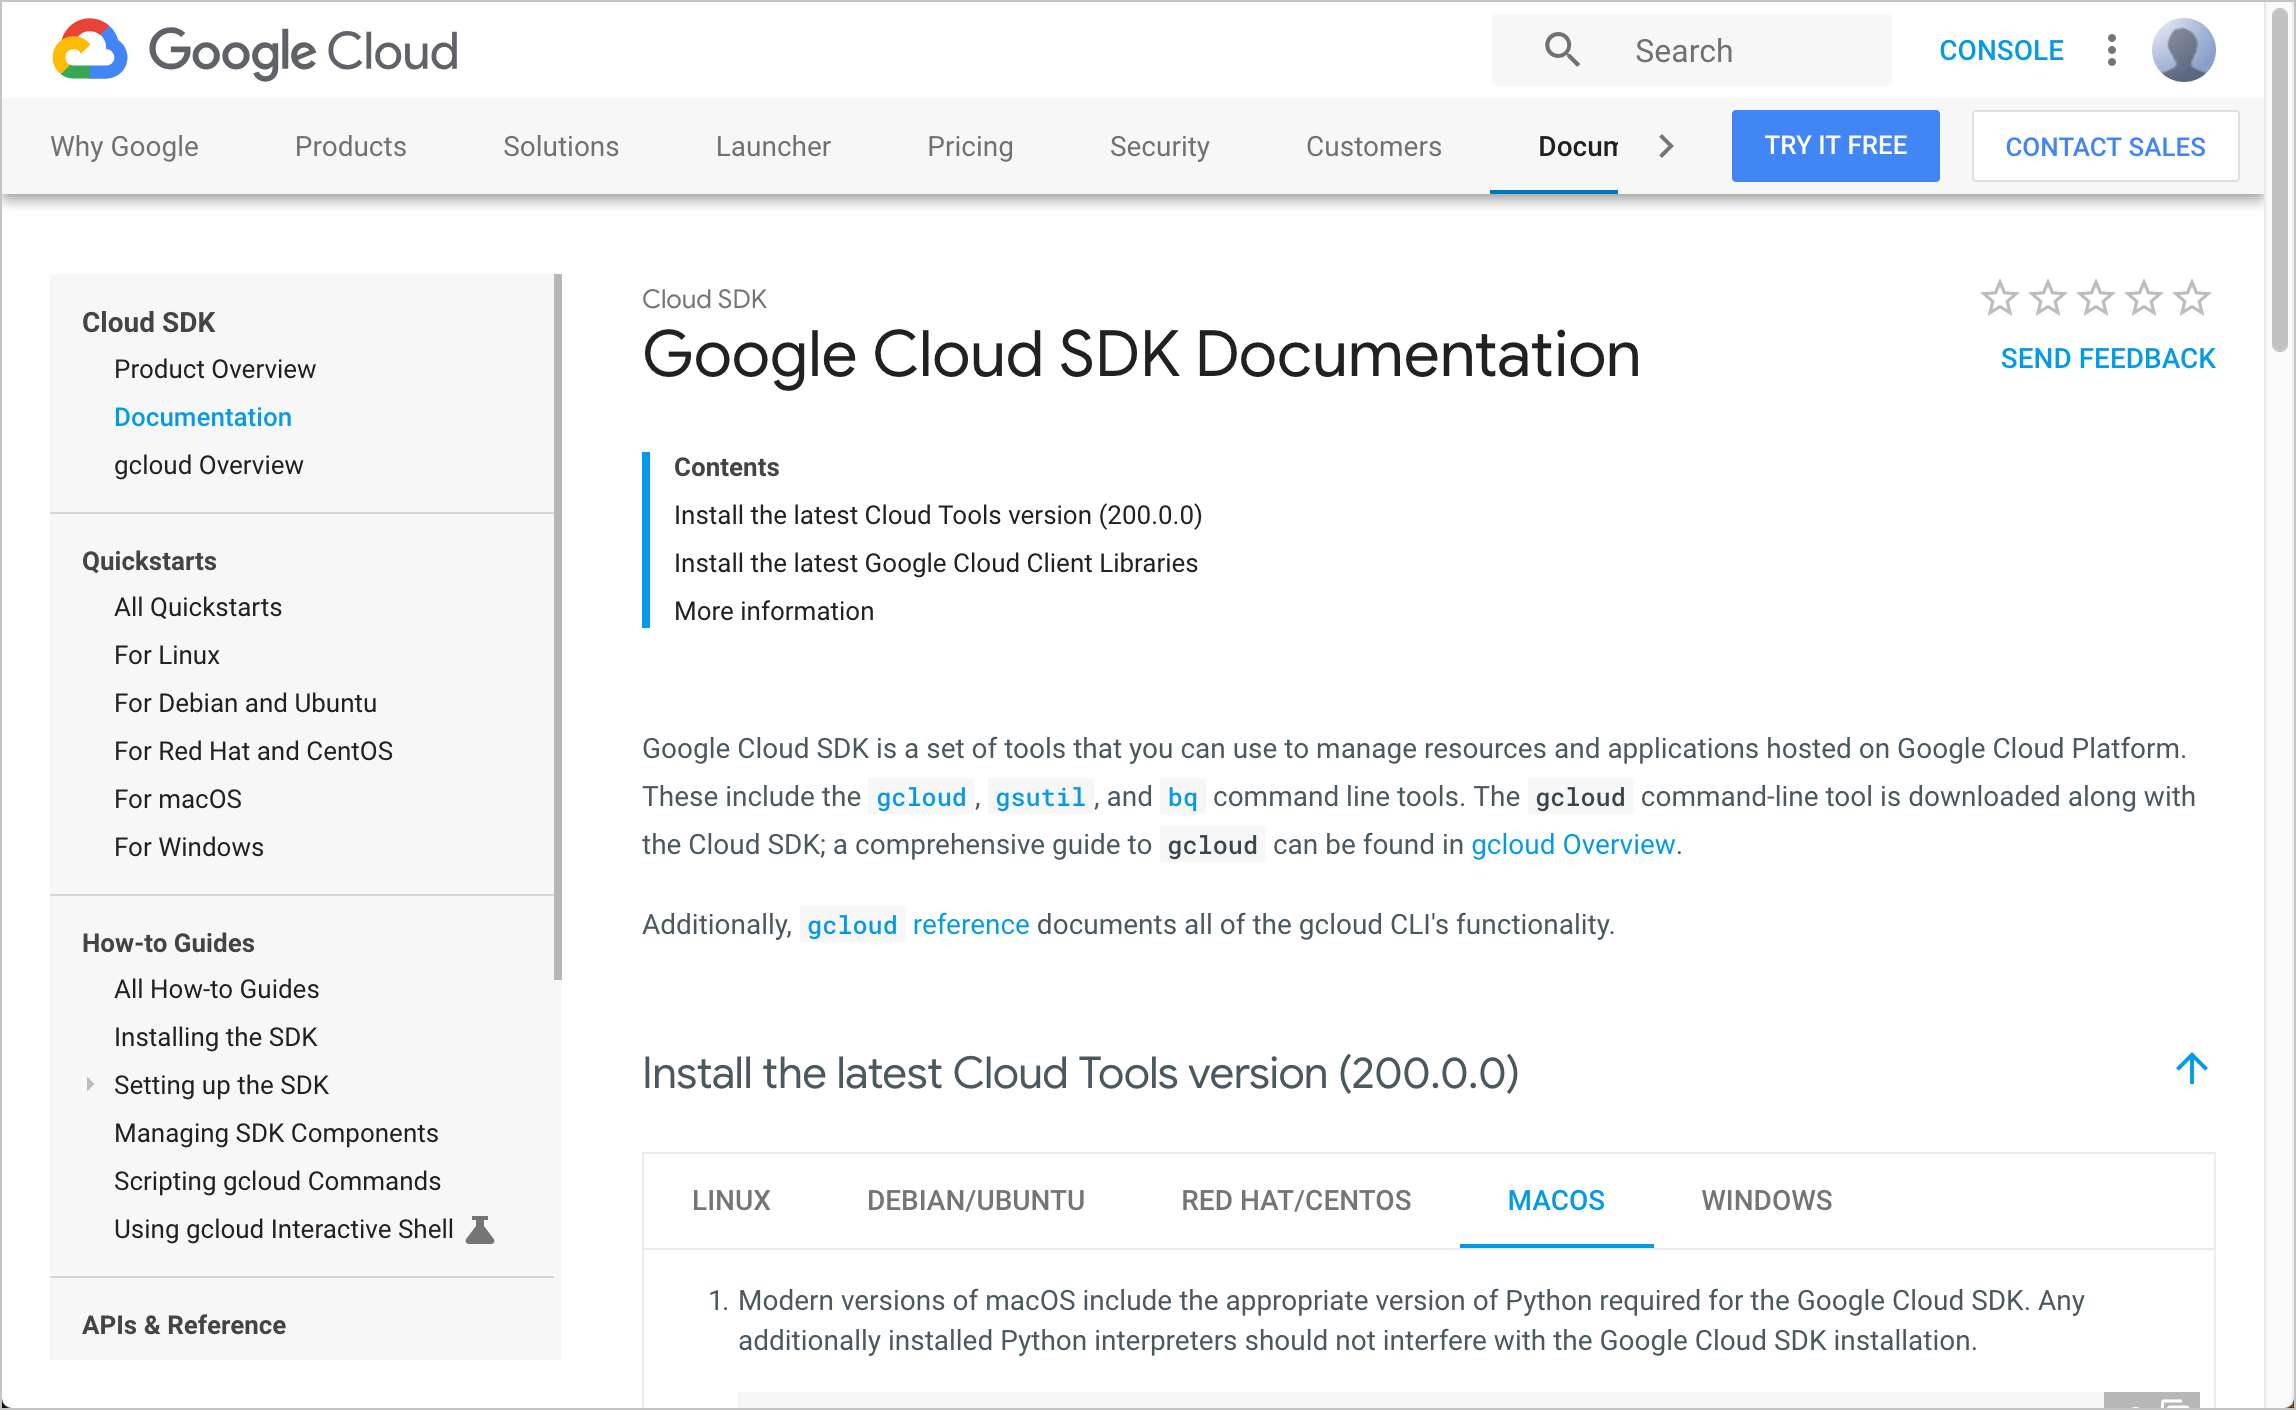 Google Cloud
Search
CONSOLE
Why Google
Products
Solutions
Launcher
Pricing
Security
Customers
Docum
TRY IT FREE
CONTACT SALES
Cloud SDK
Product Overview
Documentation
gcloud Overview
Quickstarts
All Quickstarts
For Linux
For Debian and Ubuntu
For Red Hat and CentOS
For macOS
For Windows
How-to Guides
All How-to Guides
Installing the SDK
Setting up the SDK
Managing SDK Components
Scripting gcloud Commands
Using gcloud Interactive Shell
APIs & Reference
Cloud SDK
Google Cloud SDK Documentation
SEND FEEDBACK
Contents
Install the latest Cloud Tools version (200.0.0)
Install the latest Google Cloud Client Libraries
More information
Google Cloud SDK is a set of tools that you can use to manage resources and applications hosted on Google Cloud Platform.
These include the gcloud, gsutil, and bq command line tools. The gcloud command-line tool is downloaded along with
the Cloud SDK; a comprehensive guide to gcloud can be found in gcloud Overview.
Additionally, gcloud reference documents all of the gcloud CLI's functionality.
Install the latest Cloud Tools version (200.0.0)
LINUX
DEBIAN/UBUNTU
RED HAT/CENTOS
MACOS
WINDOWS
1. Modern versions of macOS include the appropriate version of Python required for the Google Cloud SDK. Any
additionally installed Python interpreters should not interfere with the Google Cloud SDK installation.